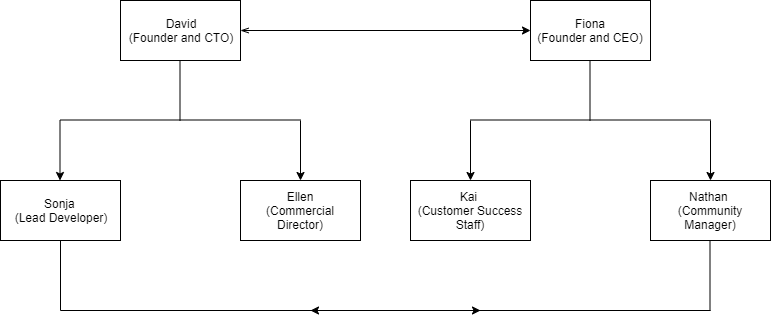 David
(Founder and CTO)
Fiona
(Founder and CEO)
Sonja
(Lead Developer)
Ellen
(Commercial
Director)
Kai
(Customer Success
Staff)
Nathan
(Community
Manager)